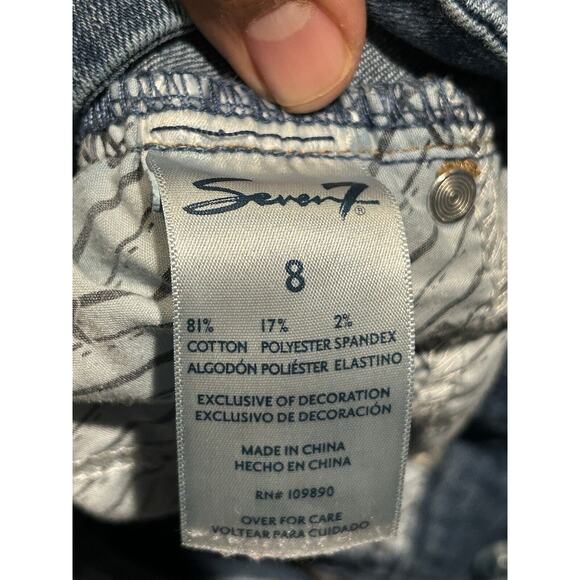 Seven7®
8
81% 17% 2%
COTTON POLYESTER SPANDEX
ALGODÓN POLIÉSTER ELASTINO
EXCLUSIVE OF DECORATION
EXCLUSIVO DE DECORACIÓN
MADE IN CHINA
HECHO EN CHINA
RN# 109890
OVER FOR CARE
VOLTEAR PARA CUIDADO